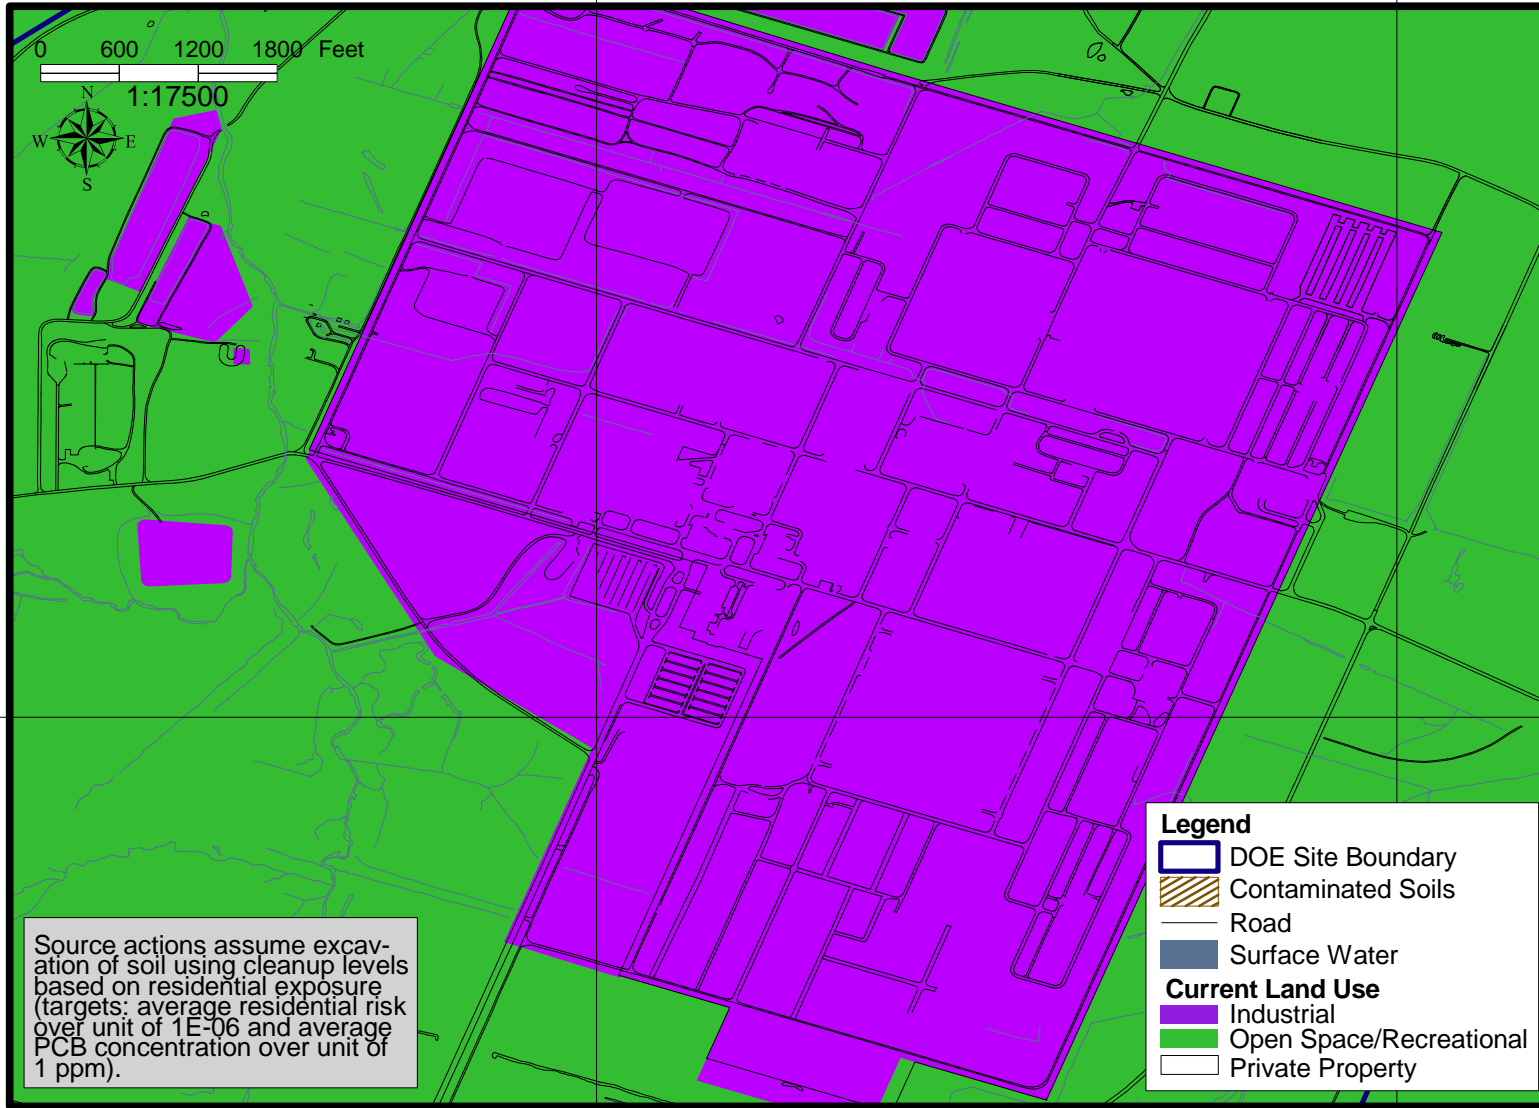 0 600 1200 1800 Feet
1:17500
N
W E
S
Legend
DOE Site Boundary
Contaminated Soils
Road
Surface Water
Current Land Use
Industrial
Open Space/Recreational
Private Property
Source actions assume excav-
ation of soil using cleanup levels
based on residential exposure
(targets: average residential risk
over unit of 1E-06 and average
PCB concentration over unit of
1 ppm).